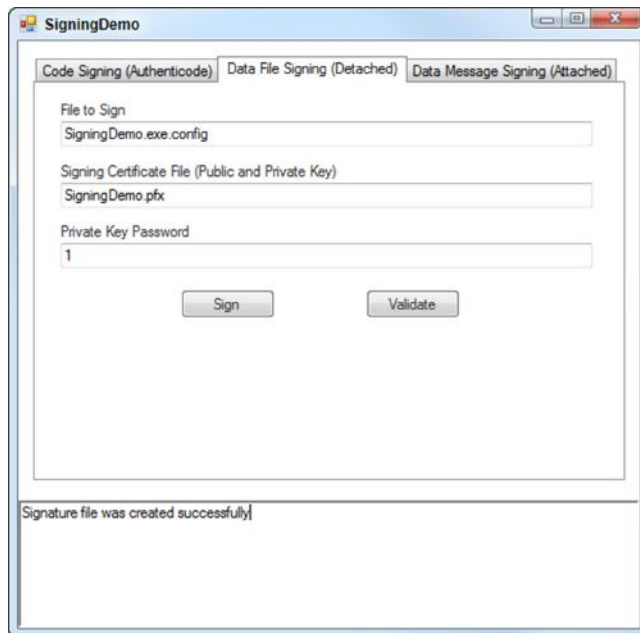 SigningDemo
Code Signing (Authenticode) Data File Signing (Detached) Data Message Signing (Attached)
File to Sign
SigningDemo.exe.config
Signing Certificate File (Public and Private Key)
SigningDemo.pfx
Private Key Password
1
Sign Validate
Signature file was created successfully